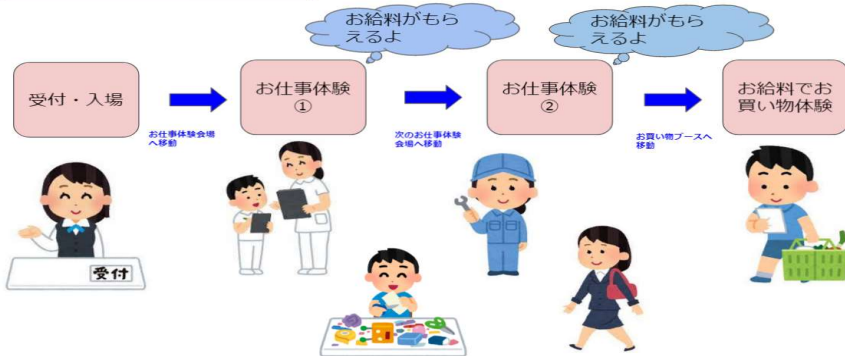 お給料がもら
えるよ
お給料がもら
えるよ
受付・入場
お仕事体験
①
お仕事体験
②
お給料でお
買い物体験
お仕事体験会場
へ移動
次のお仕事体験
会場へ移動
お買い物ブースへ
移動
受付